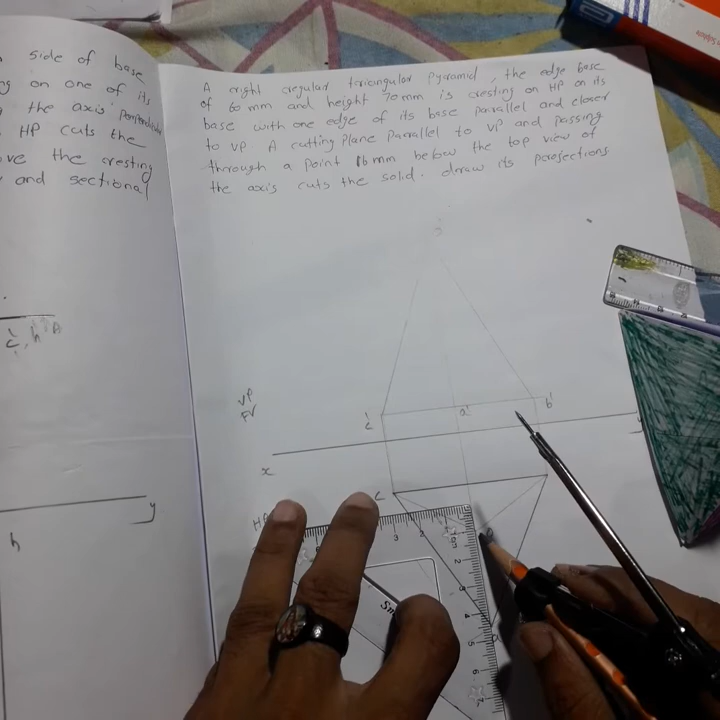 side of base
g on one of its
the axis perpendicular
HP cuts the
ve the resting
and sectional
A right regular triangular pyramid, the edge base
of 60 mm and height 70 mm is resting on HP on its
base with one edge of its base parallel and closer
to VP A cutting Plane Parallel to VP and passing
through a point 16 mm below the top view of
the axis cuts the solid. draw its projections
o'
VP
FV
c'
a'
b'
x
y
c
HP
a
h
y